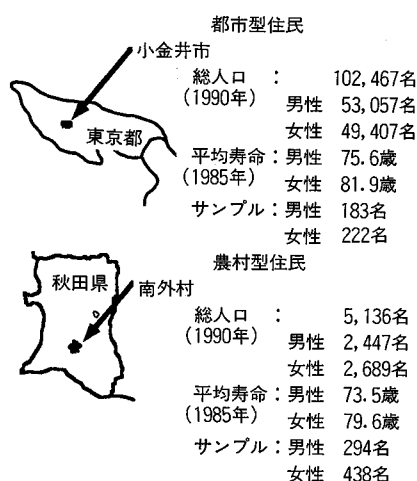 都市型住民
小金井市
東京都
総人口 : 102,467名
(1990年) 男性 53,057名
女性 49,407名
平均寿命：男性 75.6歳
(1985年) 女性 81.9歳
サンプル：男性 183名
女性 222名
農村型住民
秋田県
南外村
総人口 : 5,136名
(1990年) 男性 2,447名
女性 2,689名
平均寿命：男性 73.5歳
(1985年) 女性 79.6歳
サンプル：男性 294名
女性 438名